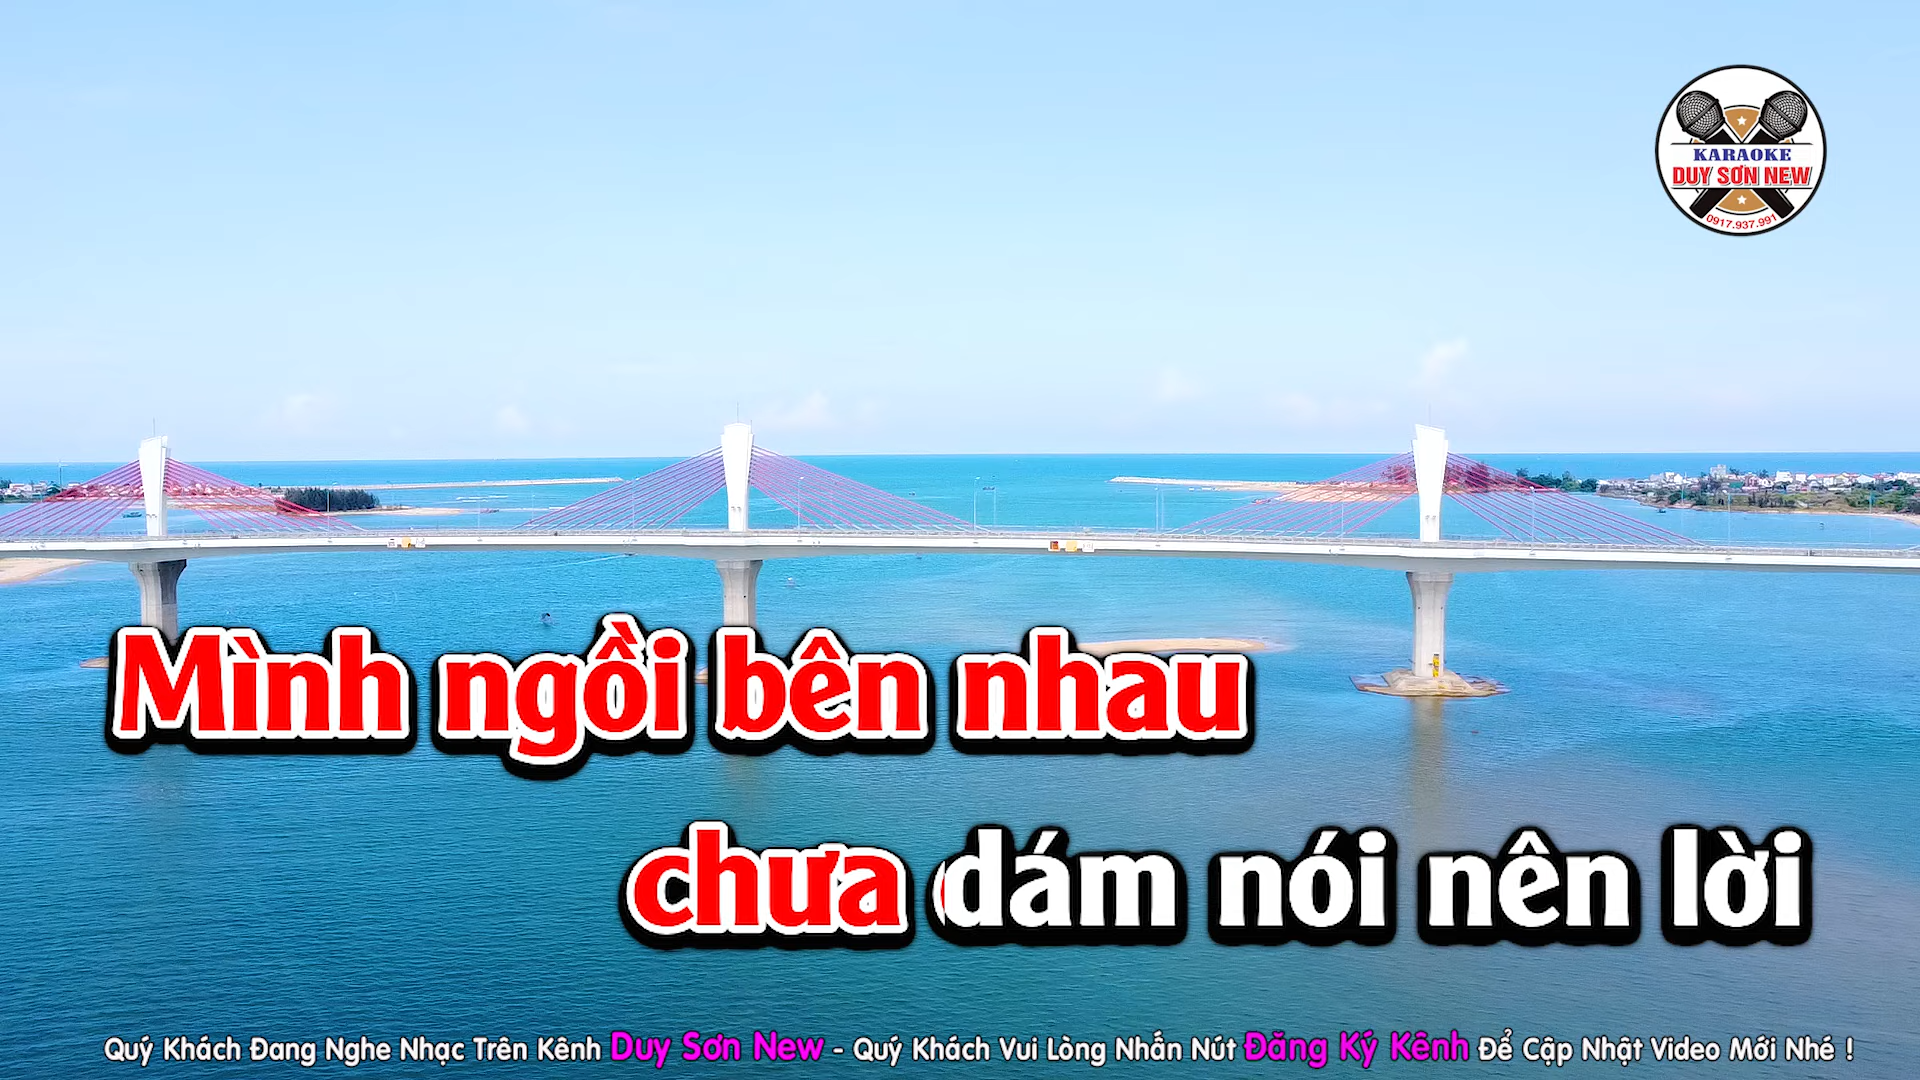 KARAOKE
DUY SƠN NEW
0917.937.991
Mình ngồi bên nhau
chưa dám nói nên lời
Quý Khách Đang Nghe Nhạc Trên Kênh Duy Sơn New - Quý Khách Vui Lòng Nhấn Nút Đăng Ký Kênh Để Cập Nhật Video Mới Nhé !